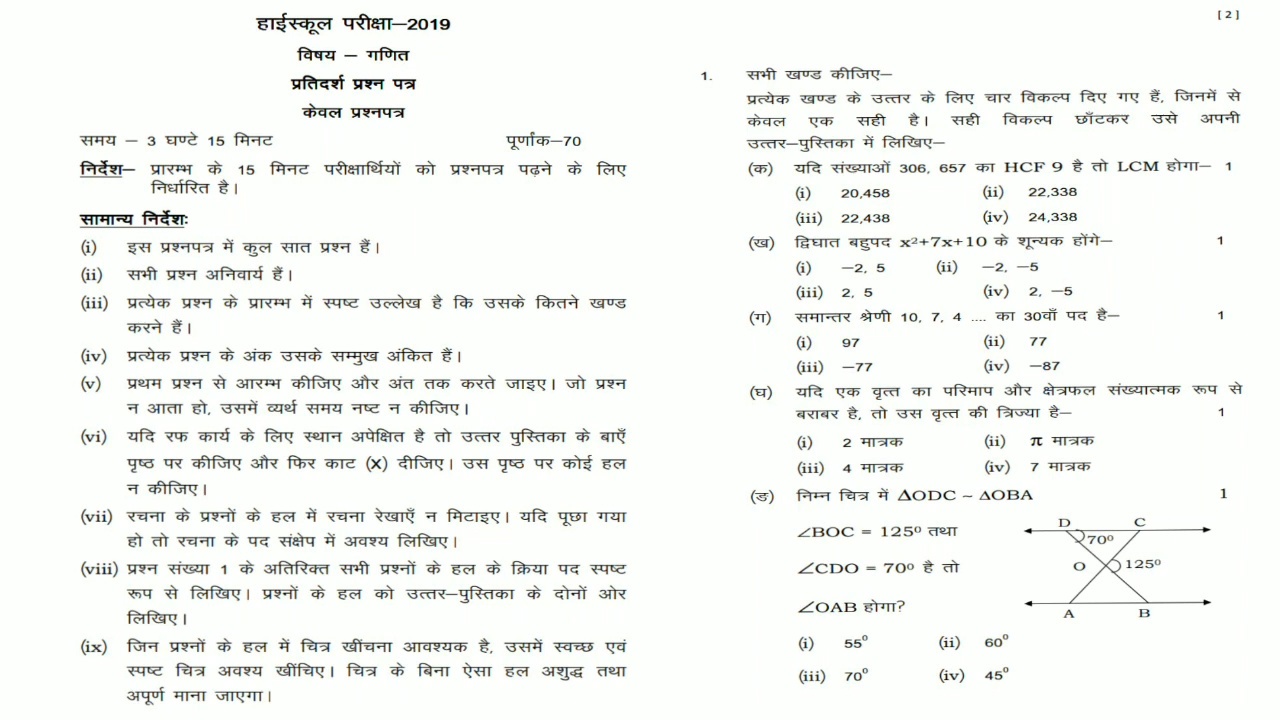 हाईस्कूल परीक्षा–2019
विषय – गणित
प्रतिदर्श प्रश्न पत्र
केवल प्रश्नपत्र
समय – 3 घण्टे 15 मिनट पूर्णांक–70
निर्देश– प्रारम्भ के 15 मिनट परीक्षार्थियों को प्रश्नपत्र पढ़ने के लिए
निर्धारित है।
सामान्य निर्देशः
(i) इस प्रश्नपत्र में कुल सात प्रश्न हैं।
(ii) सभी प्रश्न अनिवार्य हैं।
(iii) प्रत्येक प्रश्न के प्रारम्भ में स्पष्ट उल्लेख है कि उसके कितने खण्ड
करने हैं।
(iv) प्रत्येक प्रश्न के अंक उसके सम्मुख अंकित हैं।
(v) प्रथम प्रश्न से आरम्भ कीजिए और अंत तक करते जाइए। जो प्रश्न
न आता हो, उसमें व्यर्थ समय नष्ट न कीजिए।
(vi) यदि रफ कार्य के लिए स्थान अपेक्षित है तो उत्तर पुस्तिका के बाएँ
पृष्ठ पर कीजिए और फिर काट (x) दीजिए। उस पृष्ठ पर कोई हल
न कीजिए।
(vii) रचना के प्रश्नों के हल में रचना रेखाएँ न मिटाइए। यदि पूछा गया
हो तो रचना के पद संक्षेप में अवश्य लिखिए।
(viii) प्रश्न संख्या 1 के अतिरिक्त सभी प्रश्नों के हल के क्रिया पद स्पष्ट
रूप से लिखिए। प्रश्नों के हल को उत्तर–पुस्तिका के दोनों ओर
लिखिए।
(ix) जिन प्रश्नों के हल में चित्र खींचना आवश्यक है, उसमें स्वच्छ एवं
स्पष्ट चित्र अवश्य खींचिए। चित्र के बिना ऐसा हल अशुद्ध तथा
अपूर्ण माना जाएगा।
[ 2 ]
1. सभी खण्ड कीजिए–
प्रत्येक खण्ड के उत्तर के लिए चार विकल्प दिए गए हैं, जिनमें से
केवल एक सही है। सही विकल्प छाँटकर उसे अपनी
उत्तर–पुस्तिका में लिखिए–
(क) यदि संख्याओं 306, 657 का HCF 9 है तो LCM होगा– 1
(i) 20,458 (ii) 22,338
(iii) 22,438 (iv) 24,338
(ख) द्विघात बहुपद x²+7x+10 के शून्यक होंगे– 1
(i) –2, 5 (ii) –2, –5
(iii) 2, 5 (iv) 2, –5
(ग) समान्तर श्रेणी 10, 7, 4 .... का 30वाँ पद है– 1
(i) 97 (ii) 77
(iii) –77 (iv) –87
(घ) यदि एक वृत्त का परिमाप और क्षेत्रफल संख्यात्मक रूप से
बराबर है, तो उस वृत्त की त्रिज्या है– 1
(i) 2 मात्रक (ii) π मात्रक
(iii) 4 मात्रक (iv) 7 मात्रक
(ङ) निम्न चित्र में ΔODC ~ ΔOBA 1
∠BOC = 125⁰ तथा
∠CDO = 70⁰ है तो
∠OAB होगा?
D C
70⁰
O 125⁰
A B
(i) 55⁰ (ii) 60⁰
(iii) 70⁰ (iv) 45⁰